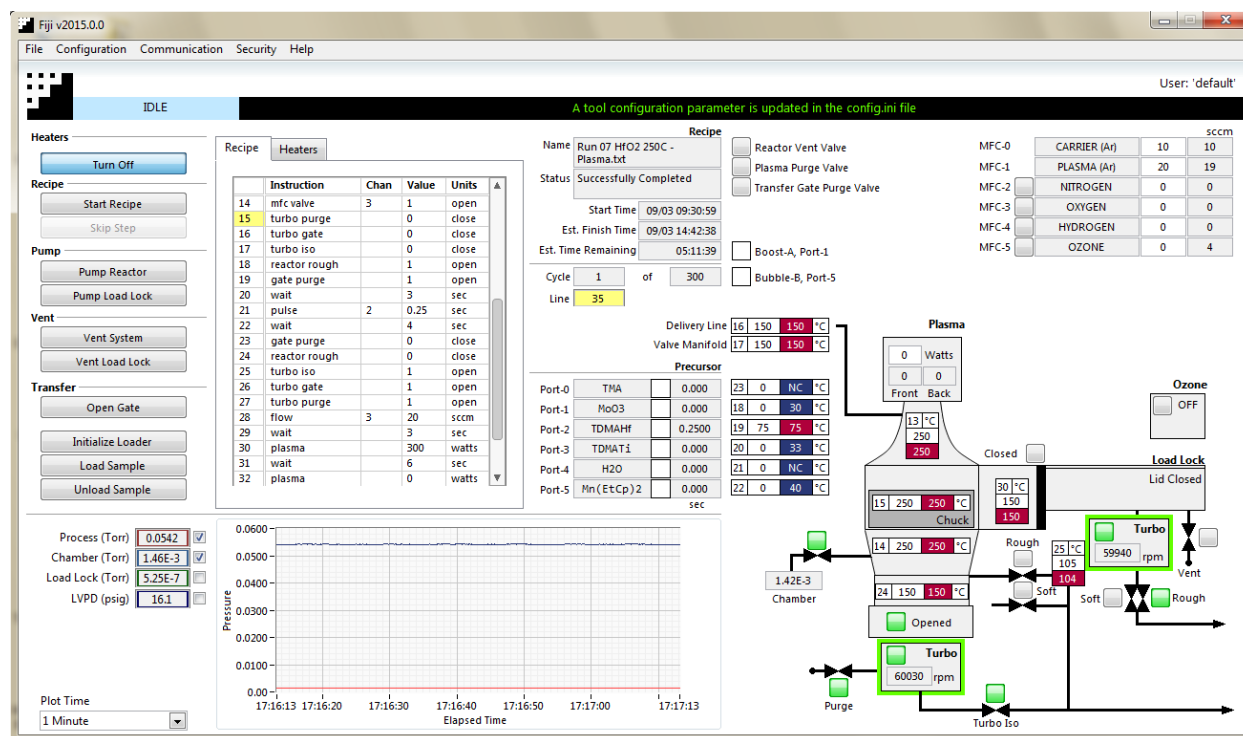 Fiji v2015.0.0
File Configuration Communication Security Help
User: 'default'
IDLE
A tool configuration parameter is updated in the config.ini file
Heaters
Turn Off
Recipe
Start Recipe
Skip Step
Pump
Pump Reactor
Pump Load Lock
Vent
Vent System
Vent Load Lock
Transfer
Open Gate
Initialize Loader
Load Sample
Unload Sample
Recipe Heaters
Instruction Chan Value Units
14 mfc valve 3 1 open
15 turbo purge 0 close
16 turbo gate 0 close
17 turbo iso 0 close
18 reactor rough 1 open
19 gate purge 1 open
20 wait 3 sec
21 pulse 2 0.25 sec
22 wait 4 sec
23 gate purge 0 close
24 reactor rough 0 close
25 turbo iso 1 open
26 turbo gate 1 open
27 turbo purge 1 open
28 flow 3 20 sccm
29 wait 3 sec
30 plasma 300 watts
31 wait 6 sec
32 plasma 0 watts
Recipe
Name Run 07 HfO2 250C -
Plasma.txt
Status Successfully Completed
Start Time 09/03 09:30:59
Est. Finish Time 09/03 14:42:38
Est. Time Remaining 05:11:39
Cycle 1 of 300
Line 35
Reactor Vent Valve
Plasma Purge Valve
Transfer Gate Purge Valve
Boost-A, Port-1
Bubble-B, Port-5
sccm
MFC-0 CARRIER (Ar) 10 10
MFC-1 PLASMA (Ar) 20 19
MFC-2 NITROGEN 0 0
MFC-3 OXYGEN 0 0
MFC-4 HYDROGEN 0 0
MFC-5 OZONE 0 4
Delivery Line 16 150 150 °C
Valve Manifold 17 150 150 °C
Precursor
Port-0 TMA 0.000 23 0 NC °C
Port-1 MoO3 0.000 18 0 30 °C
Port-2 TDMAHf 0.2500 19 75 75 °C
Port-3 TDMATi 0.000 20 0 33 °C
Port-4 H2O 0.000 21 0 NC °C
Port-5 Mn(EtCp)2 0.000 22 0 40 °C
sec
Plasma
0 Watts
0 0
Front Back
13 °C
250
250
Ozone
OFF
Closed
Load Lock
Lid Closed
30 °C
150
150
15 250 250 °C
Chuck
14 250 250 °C
24 150 150 °C
Opened
Turbo
60030 rpm
1.42E-3
Chamber
Purge
Turbo Iso
Rough
Soft
25 °C
105
104
Turbo
59940 rpm
Vent
Soft
Rough
Process (Torr) 0.0542
Chamber (Torr) 1.46E-3
Load Lock (Torr) 5.25E-7
LVPD (psig) 16.1
Plot Time
1 Minute
Pressure
0.0600
0.0500
0.0400
0.0300
0.0200
0.0100
0.00
17:16:13 17:16:20 17:16:30 17:16:40 17:16:50 17:17:00 17:17:13
Elapsed Time